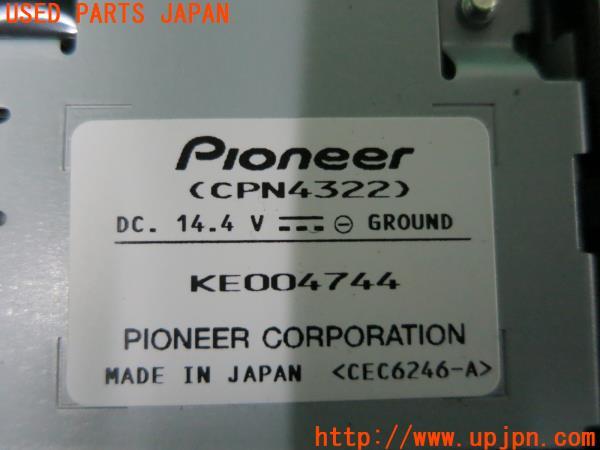 USED PARTS JAPAN
Pioneer
(CPN4322)
DC. 14.4 V ⎓ ⊖ GROUND
KE004744
PIONEER CORPORATION
MADE IN JAPAN <CEC6246-A>
http://www.upjpn.com/